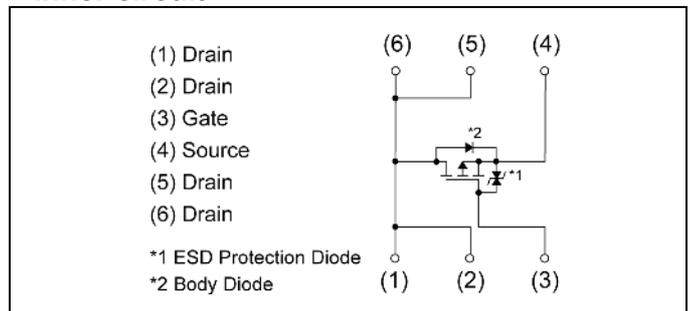 (1) Drain
(2) Drain
(3) Gate
(4) Source
(5) Drain
(6) Drain
*1 ESD Protection Diode
*2 Body Diode
(6) (5) (4)
*2
*1
(1) (2) (3)